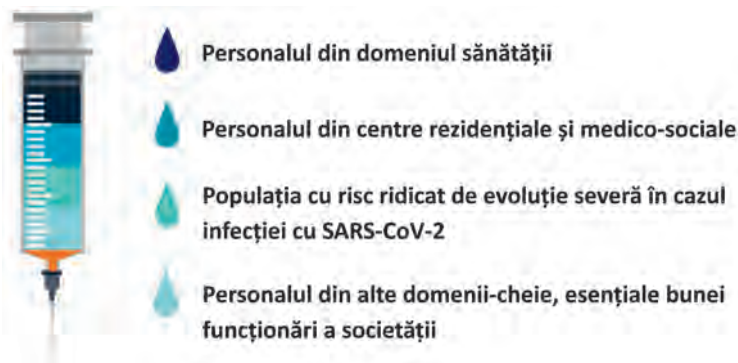 Personalul din domeniul sănătății
Personalul din centre rezidențiale și medico-sociale
Populația cu risc ridicat de evoluție severă în cazul
infecției cu SARS-CoV-2
Personalul din alte domenii-cheie, esențiale bunei
funcționări a societății